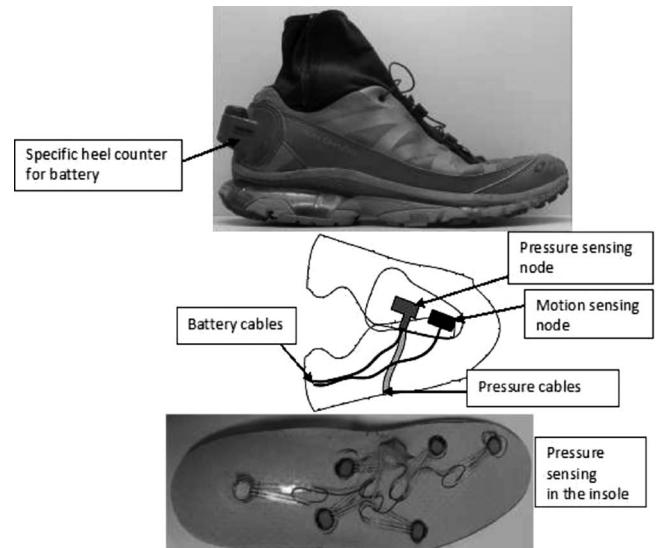 Specific heel counter
for battery
Pressure sensing
node
Motion sensing
node
Battery cables
Pressure cables
Pressure
sensing
in the insole